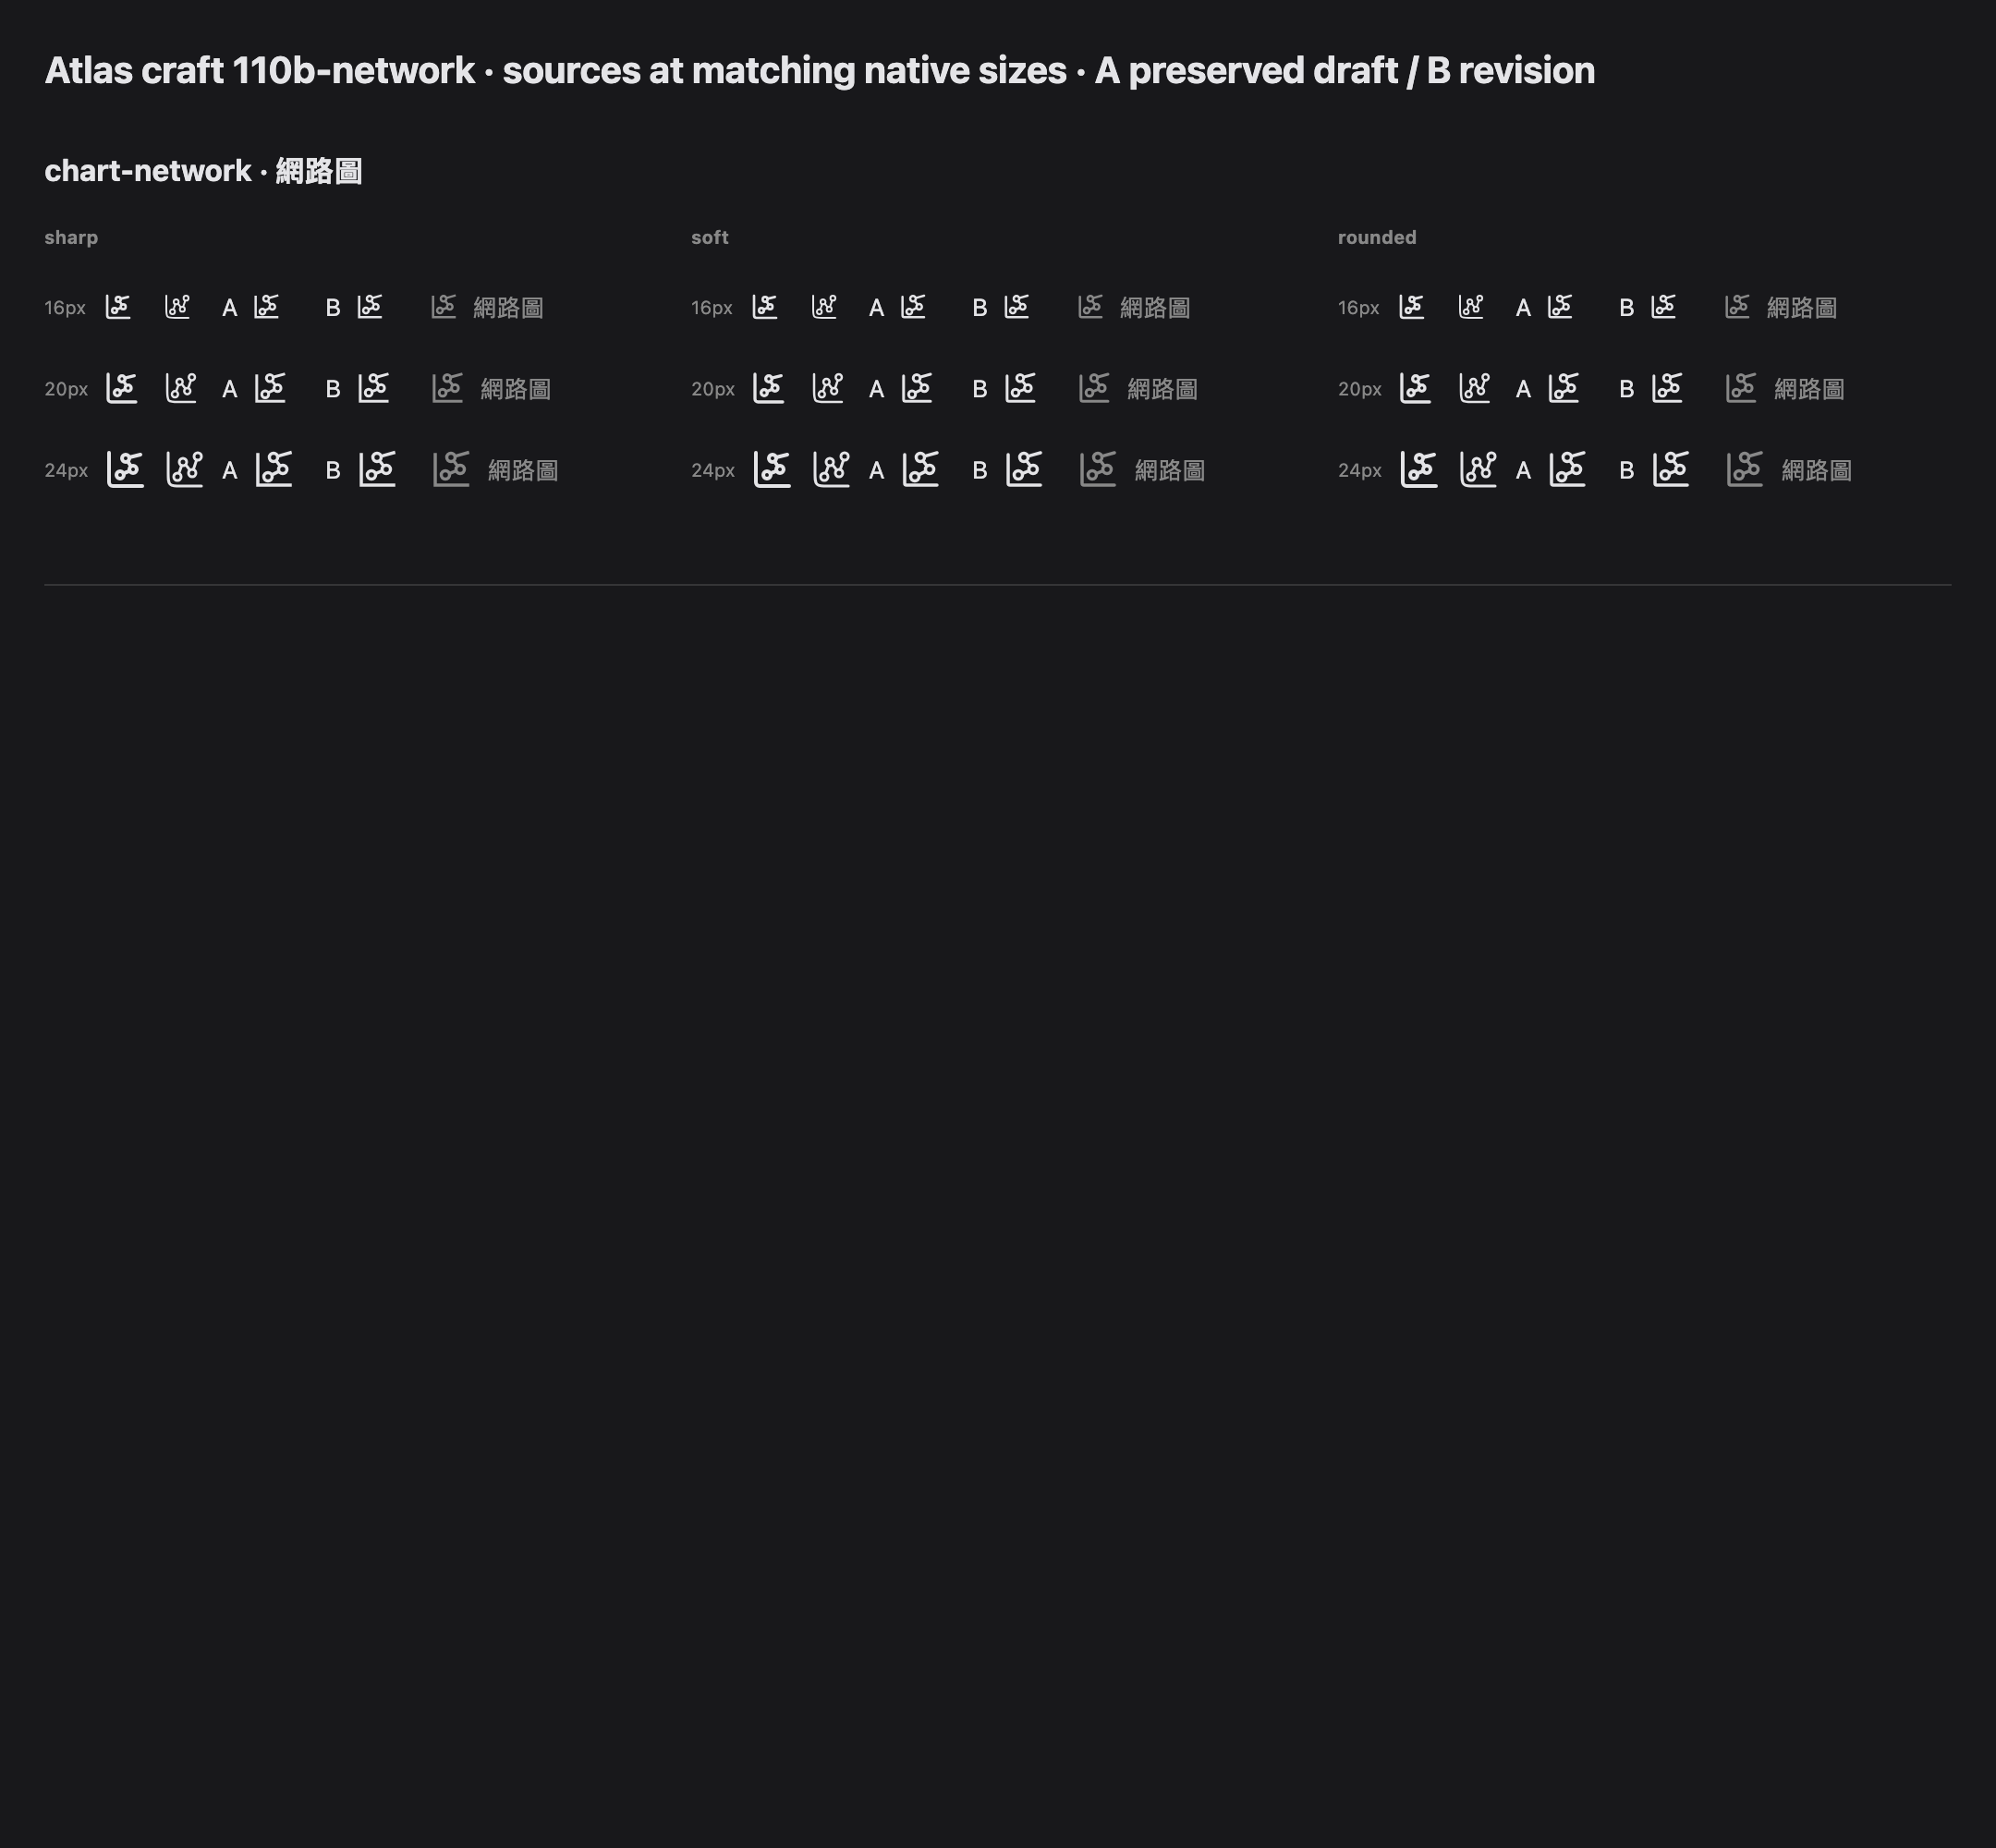 Atlas craft 110b-network · sources at matching native sizes · A preserved draft / B revision
chart-network · 網路圖
sharp soft rounded
16px A B 網路圖 16px A B 網路圖 16px A B 網路圖
20px A B 網路圖 20px A B 網路圖 20px A B 網路圖
24px A B 網路圖 24px A B 網路圖 24px A B 網路圖